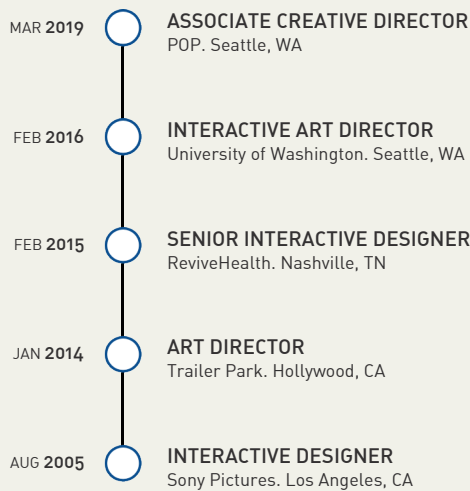 MAR 2019
ASSOCIATE CREATIVE DIRECTOR
POP. Seattle, WA
FEB 2016
INTERACTIVE ART DIRECTOR
University of Washington. Seattle, WA
FEB 2015
SENIOR INTERACTIVE DESIGNER
ReviveHealth. Nashville, TN
JAN 2014
ART DIRECTOR
Trailer Park. Hollywood, CA
AUG 2005
INTERACTIVE DESIGNER
Sony Pictures. Los Angeles, CA